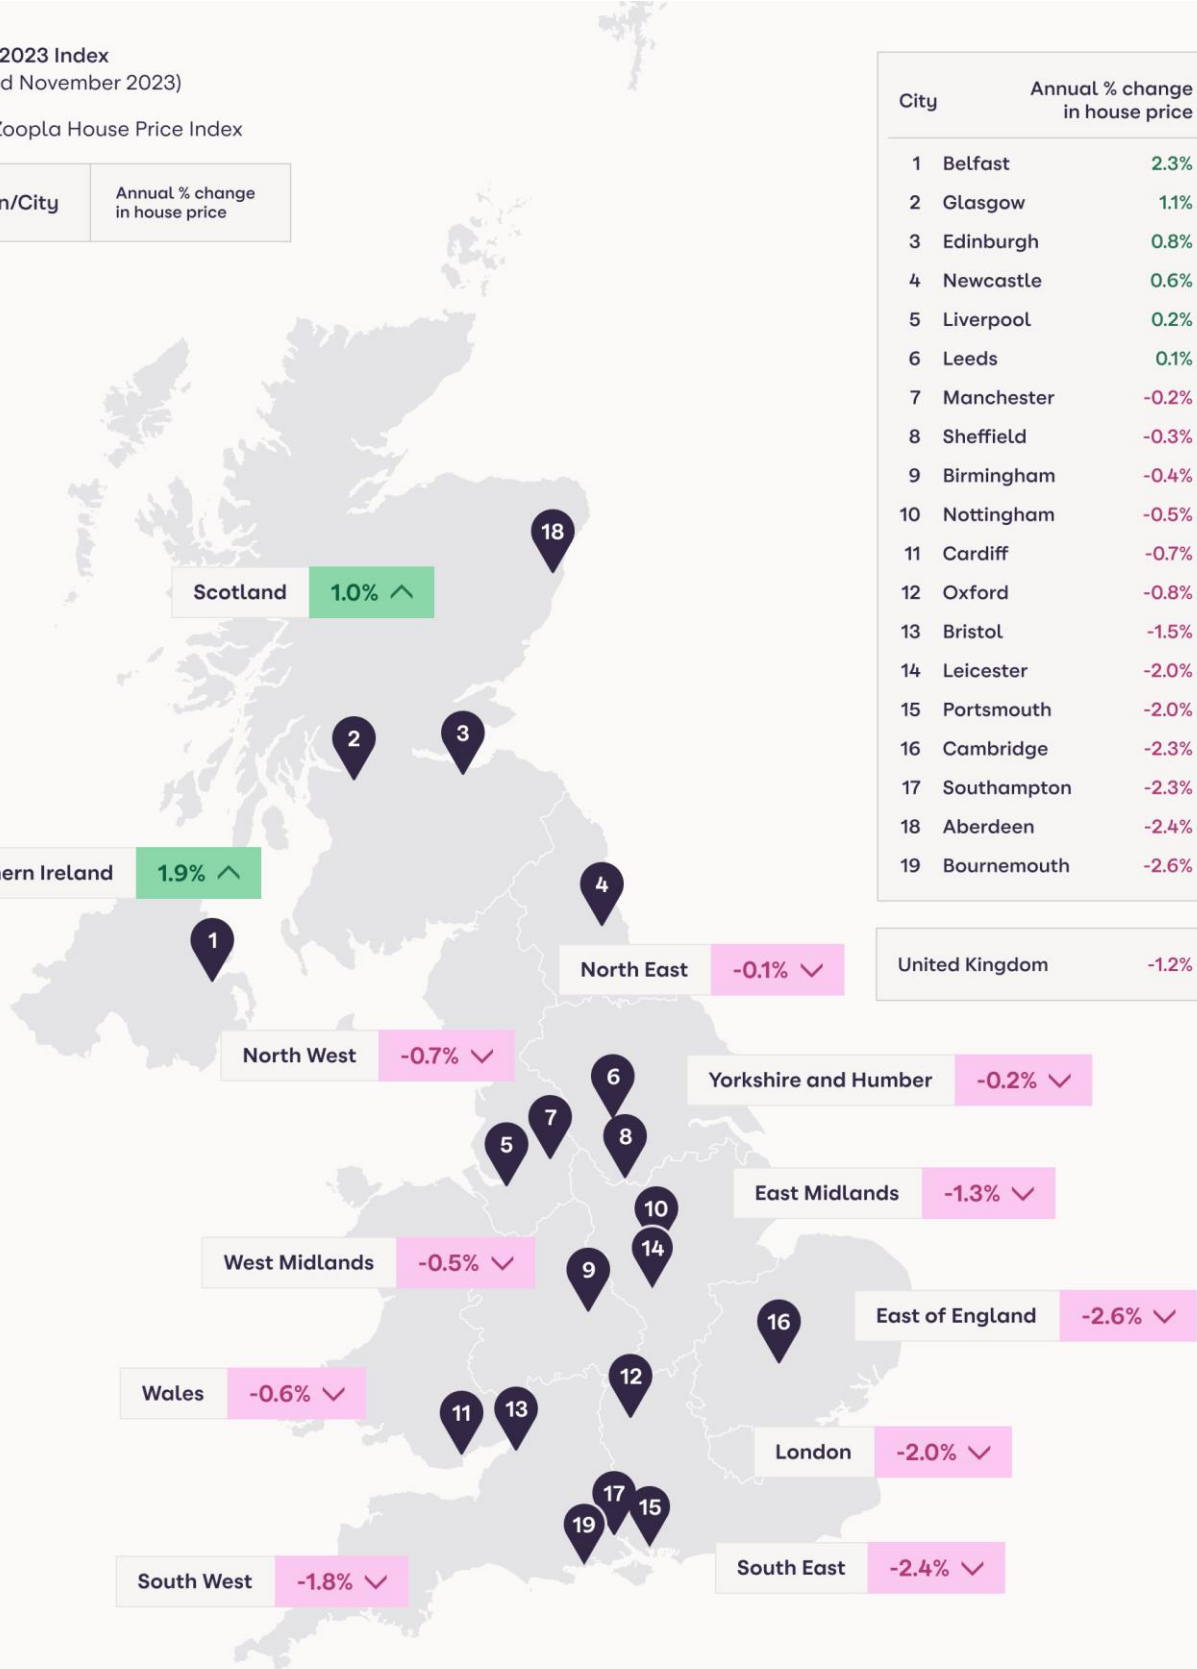 2023 Index
d November 2023)
Zoopla House Price Index
n/City
Annual % change
in house price
City
Annual % change
in house price
1 Belfast 2.3%
2 Glasgow 1.1%
3 Edinburgh 0.8%
4 Newcastle 0.6%
5 Liverpool 0.2%
6 Leeds 0.1%
7 Manchester -0.2%
8 Sheffield -0.3%
9 Birmingham -0.4%
10 Nottingham -0.5%
11 Cardiff -0.7%
12 Oxford -0.8%
13 Bristol -1.5%
14 Leicester -2.0%
15 Portsmouth -2.0%
16 Cambridge -2.3%
17 Southampton -2.3%
18 Aberdeen -2.4%
19 Bournemouth -2.6%
United Kingdom -1.2%
18
Scotland 1.0%
2
3
ern Ireland 1.9%
4
1
North East -0.1%
North West -0.7%
6
Yorkshire and Humber -0.2%
7
5
8
East Midlands -1.3%
10
14
West Midlands -0.5%
9
East of England -2.6%
16
12
Wales -0.6%
11
13
London -2.0%
17
15
19
South East -2.4%
South West -1.8%